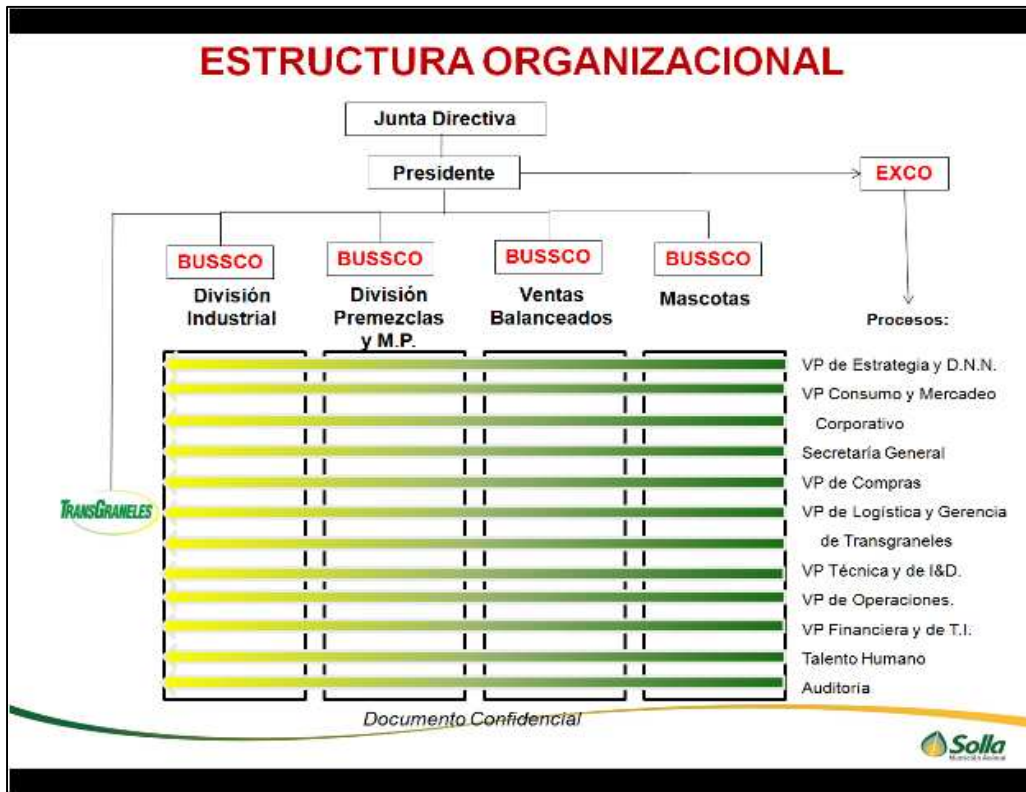 ESTRUCTURA ORGANIZACIONAL
Junta Directiva
Presidente
EXCO
BUSSCO
BUSSCO
BUSSCO
BUSSCO
División
Industrial
División
Premezclas
y M.P.
Ventas
Balanceados
Mascotas
Procesos:
VP de Estrategia y D.N.N.
VP Consumo y Mercadeo
Corporativo
Secretaría General
VP de Compras
VP de Logística y Gerencia
de Transgraneles
VP Técnica y de I&D.
VP de Operaciones.
VP Financiera y de T.I.
Talento Humano
Auditoría
TRANSGRANELES
Documento Confidencial
Solla
Nutrición Animal